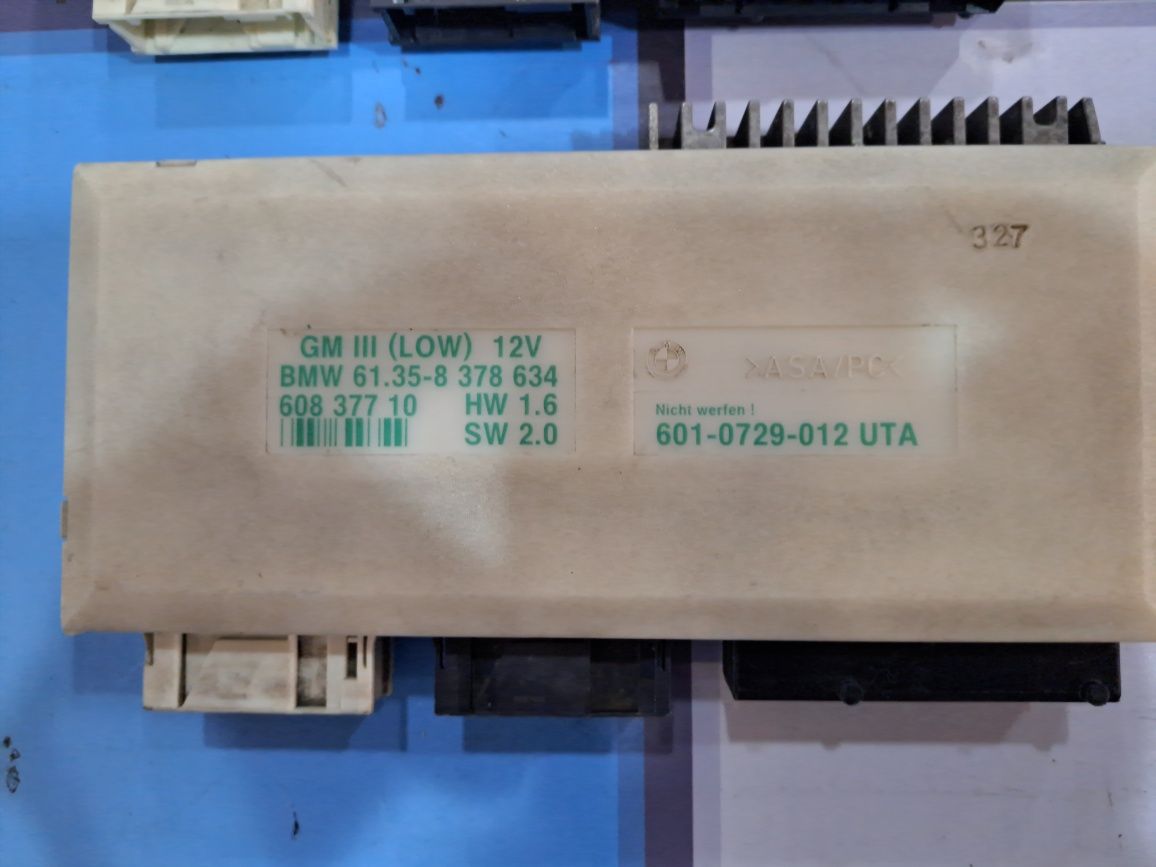 327
GM III (LOW) 12V
BMW 61.35-8 378 634
608 377 10 HW 1.6
SW 2.0
>ASA/PC<
Nicht werfen !
601-0729-012 UTA